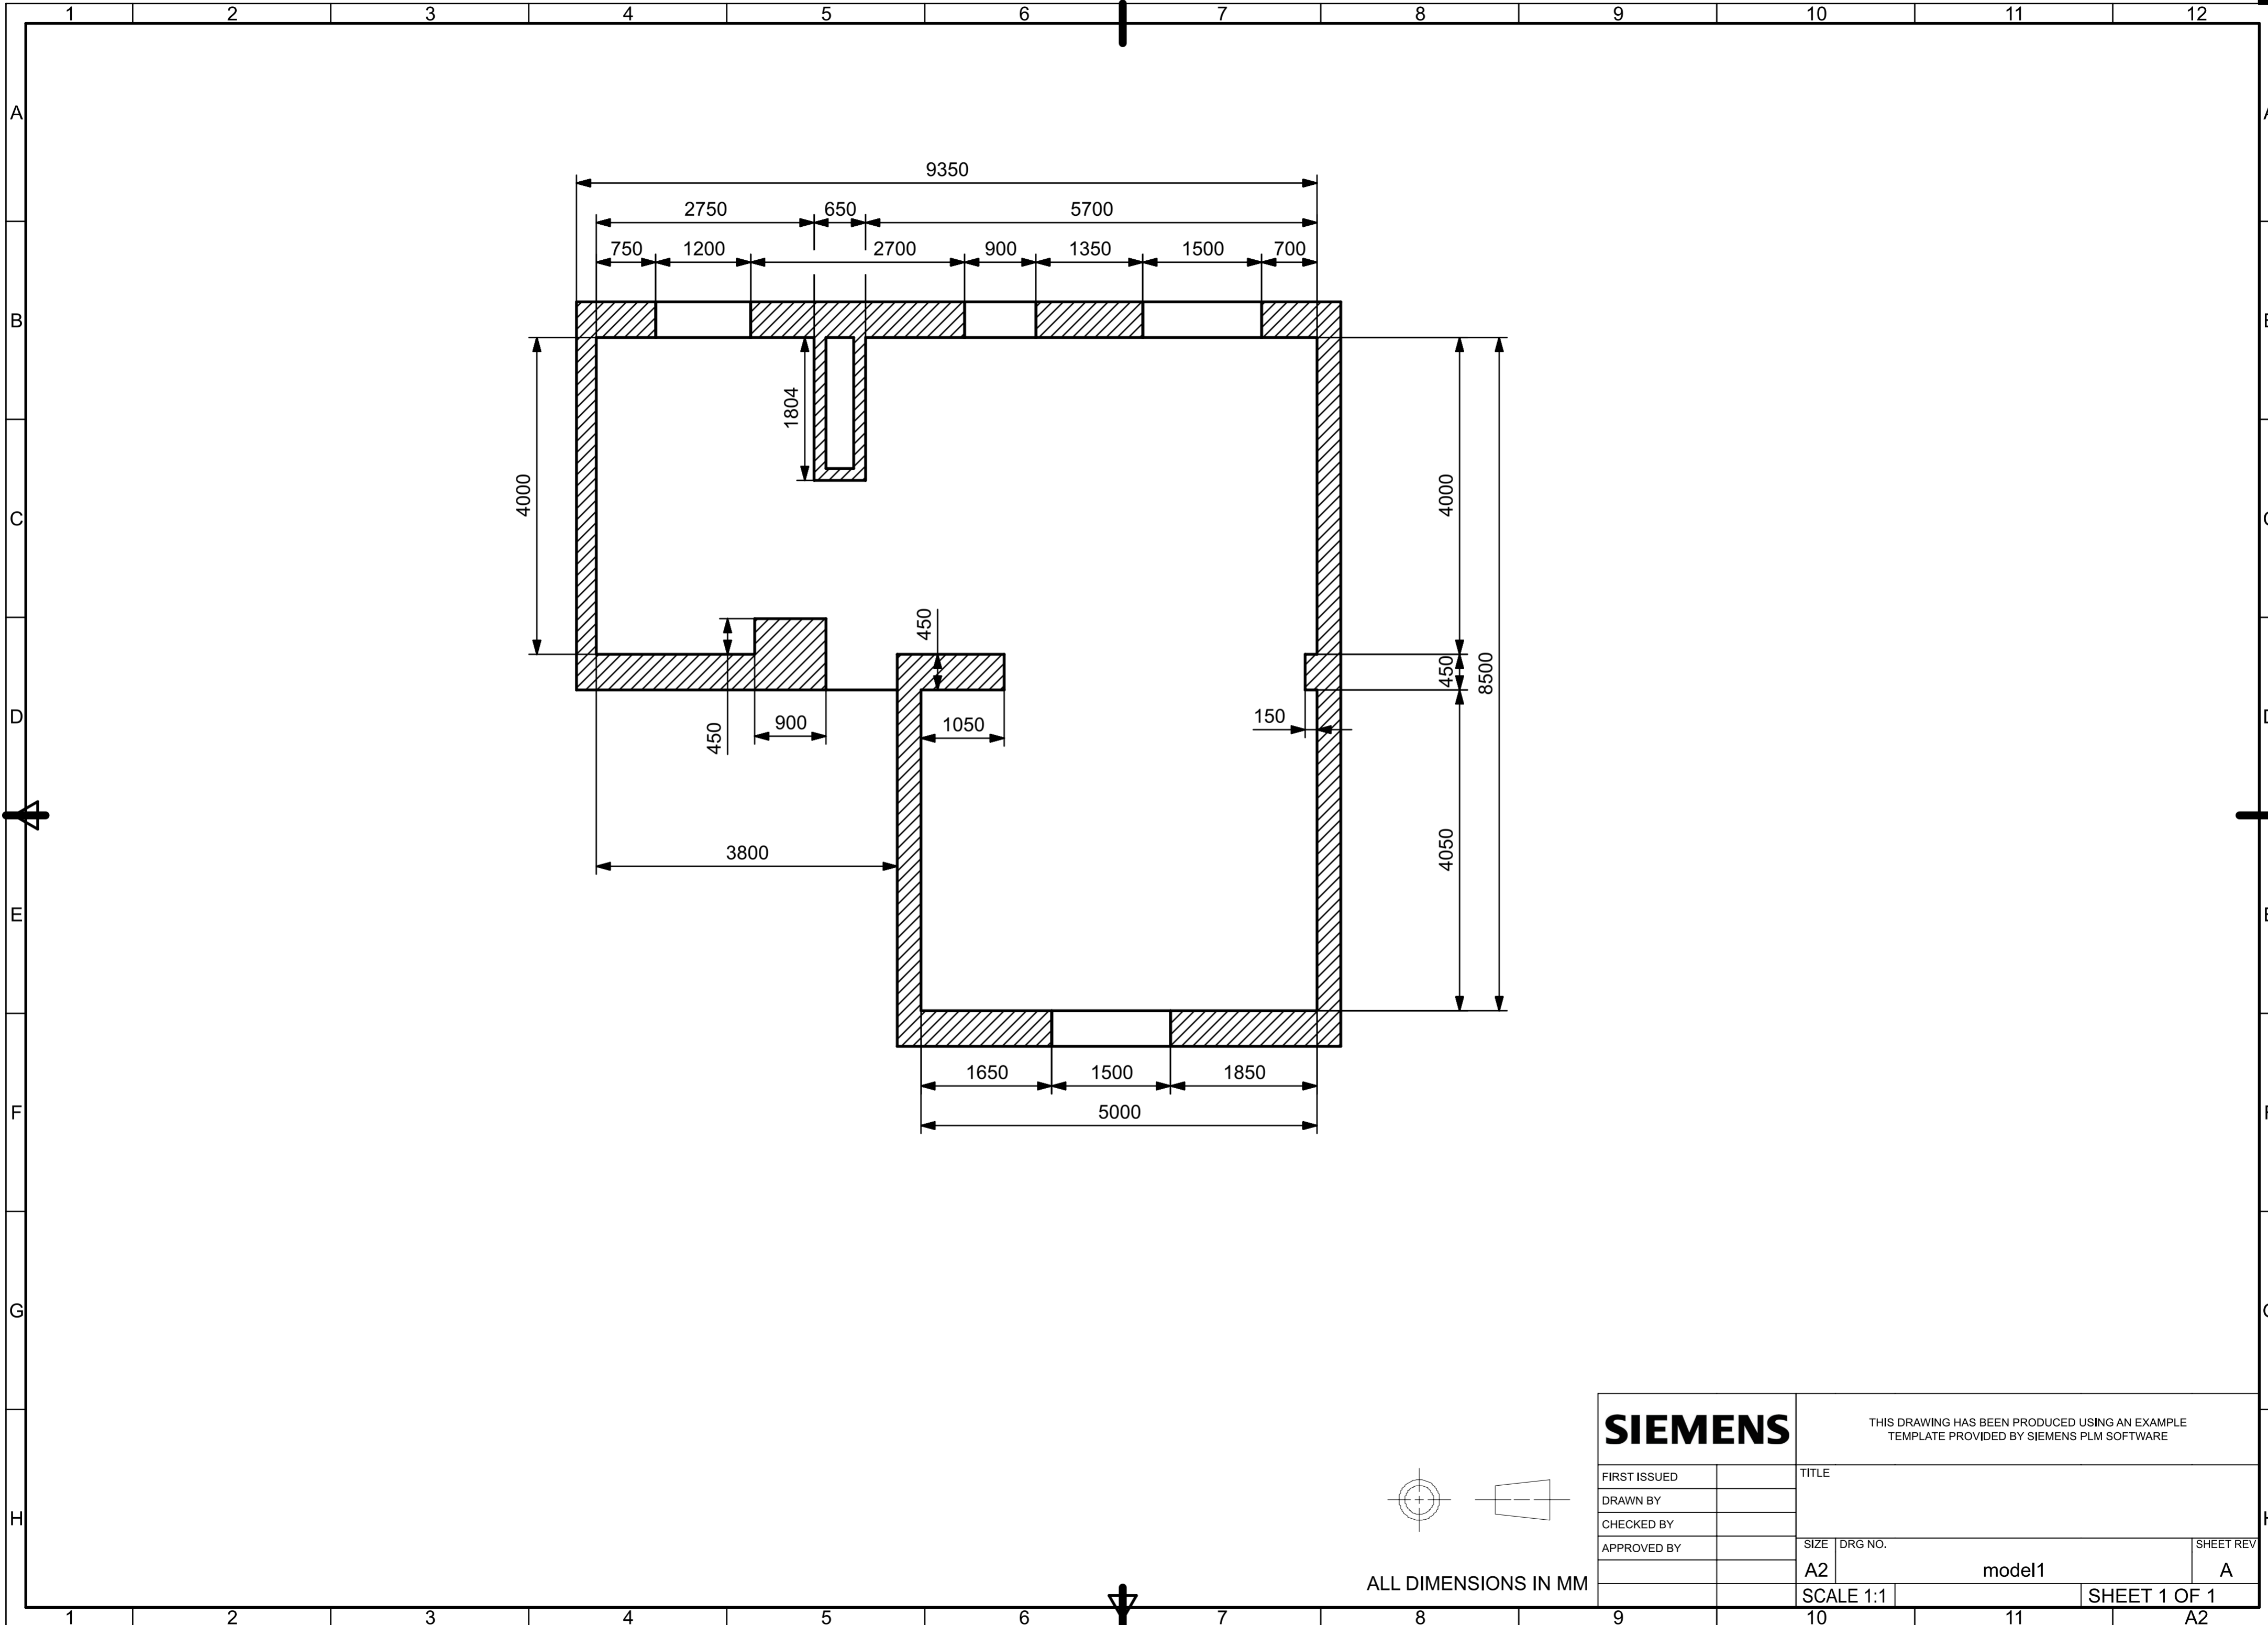 1 2 3 4 5 6 7 8 9 10 11 12
A
9350
2750 650 5700
750 1200 2700 900 1350 1500 700
B
1804
4000
4000
C
450
450
8500
D
450
900
1050
150
3800
4050
E
1650 1500 1850
5000
F
G
H
SIEMENS
THIS DRAWING HAS BEEN PRODUCED USING AN EXAMPLE
TEMPLATE PROVIDED BY SIEMENS PLM SOFTWARE
FIRST ISSUED
TITLE
DRAWN BY
CHECKED BY
APPROVED BY
SIZE DRG NO. SHEET REV
A2 model1 A
ALL DIMENSIONS IN MM
SCALE 1:1 SHEET 1 OF 1
1 2 3 4 5 6 7 8 9 10 11 A2